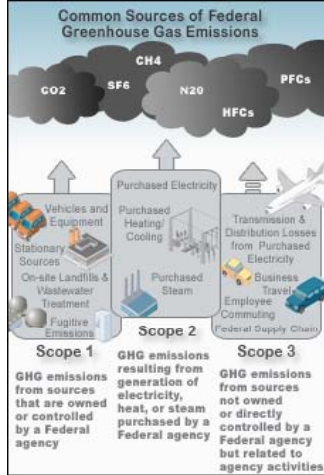 Common Sources of Federal
Greenhouse Gas Emissions
CO2
SF6
CH4
N20
HFCs
PFCs
Vehicles and
Equipment
Stationary
Sources
On-site Landfills &
Wastewater
Treatment
Fugitive
Emissions
Scope 1
GHG emissions
from sources
that are owned
or controlled
by a Federal
agency
Purchased Electricity
Purchased
Heating/
Cooling
Purchased
Steam
Scope 2
GHG emissions
resulting from
generation of
electricity,
heat, or steam
purchased by a
Federal agency
Transmission &
Distribution Losses
from Purchased
Electricity
Business
Travel
Employee
Commuting
Federal Supply Chain
Scope 3
GHG emissions
from sources
not owned
or directly
controlled by a
Federal agency
but related to
agency activities